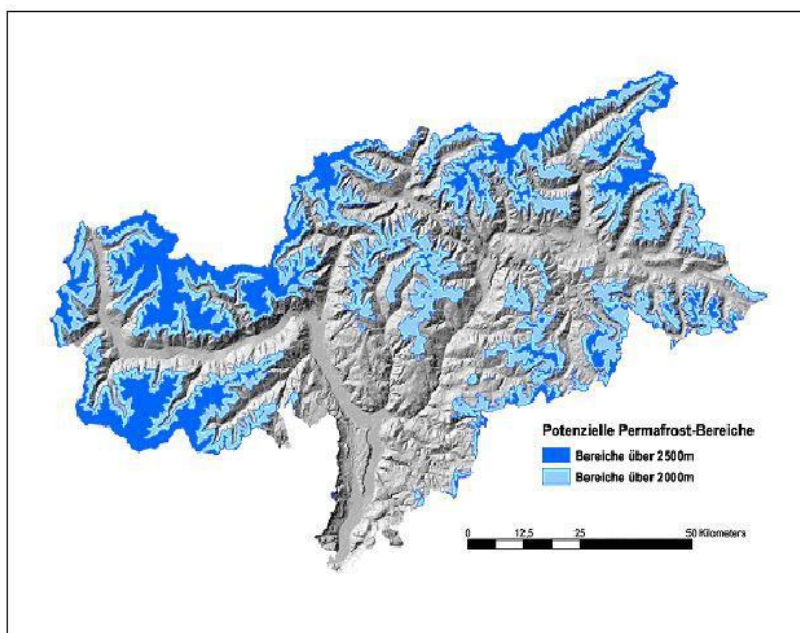 Potenzielle Permafrost-Bereiche
Bereiche über 2500m
Bereiche über 2000m
0 12,5 25 50 Kilometers